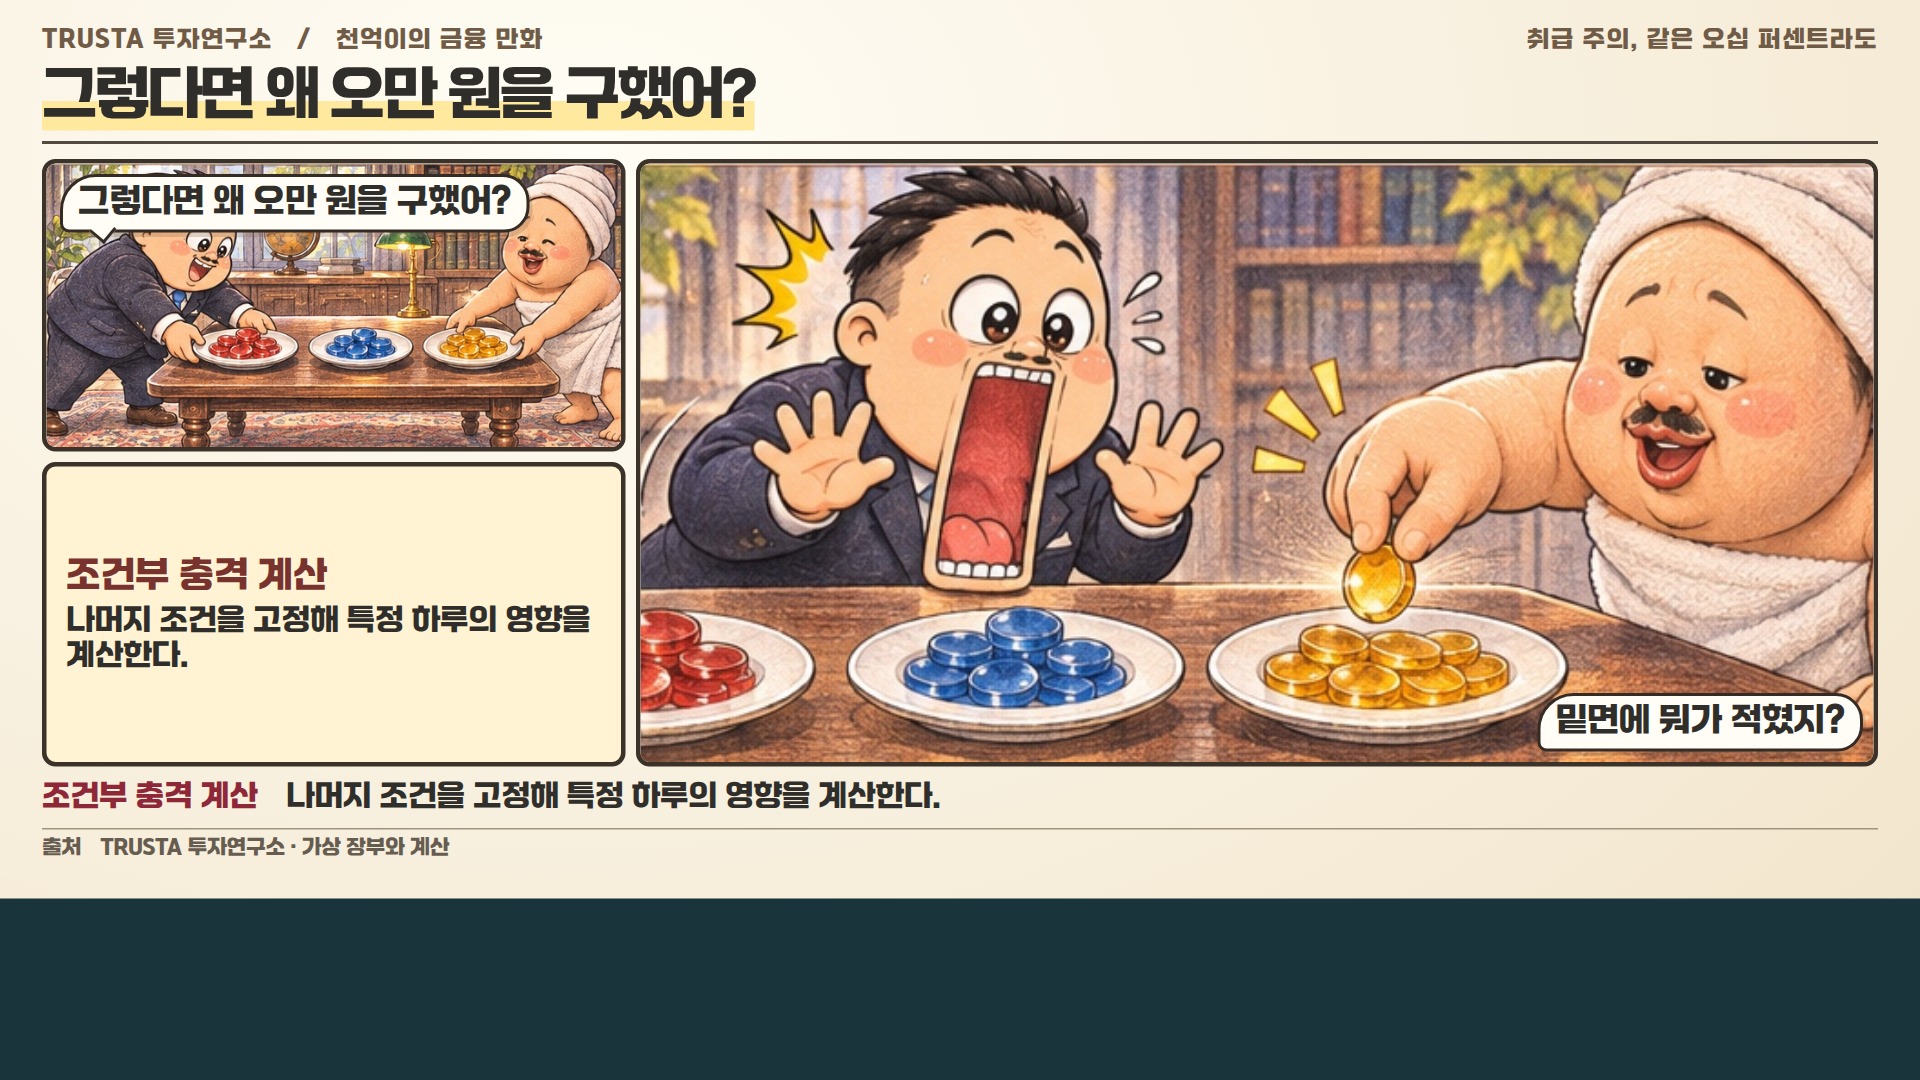 TRUSTA 투자연구소 / 천억이의 금융 만화
취급 주의, 같은 오십 퍼센트라도
그렇다면 왜 오만 원을 구했어?
그렇다면 왜 오만 원을 구했어?
조건부 충격 계산
나머지 조건을 고정해 특정 하루의 영향을
계산한다.
밑면에 뭐가 적혔지?
조건부 충격 계산 나머지 조건을 고정해 특정 하루의 영향을 계산한다.
출처 TRUSTA 투자연구소 · 가상 장부와 계산